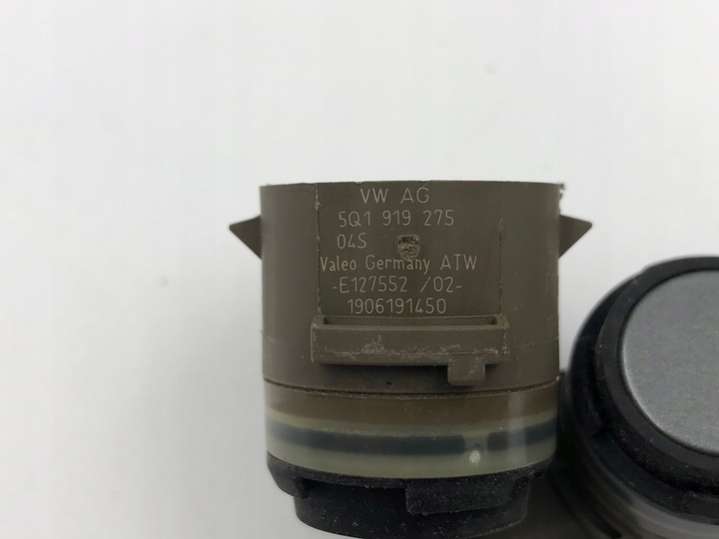 VW AG
5Q1 919 275
04S
Valeo Germany ATW
-E127552 /02-
1906191450